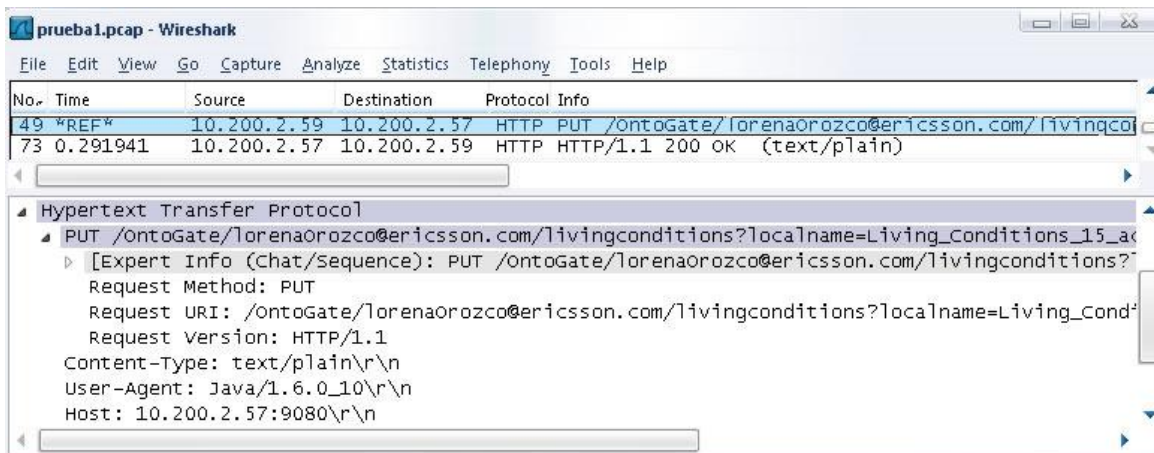 prueba1.pcap - Wireshark
File Edit View Go Capture Analyze Statistics Telephony Tools Help
No. Time Source Destination Protocol Info
49 *REF* 10.200.2.59 10.200.2.57 HTTP PUT /OntoGate/lorenaOrozco@ericsson.com/livingco
73 0.291941 10.200.2.57 10.200.2.59 HTTP HTTP/1.1 200 OK (text/plain)
Hypertext Transfer Protocol
PUT /OntoGate/lorenaOrozco@ericsson.com/livingconditions?localname=Living_Conditions_15_a
[Expert Info (Chat/Sequence): PUT /OntoGate/lorenaOrozco@ericsson.com/livingconditions?
Request Method: PUT
Request URI: /OntoGate/lorenaOrozco@ericsson.com/livingconditions?localname=Living_Cond
Request Version: HTTP/1.1
Content-Type: text/plain\r\n
User-Agent: Java/1.6.0_10\r\n
Host: 10.200.2.57:9080\r\n